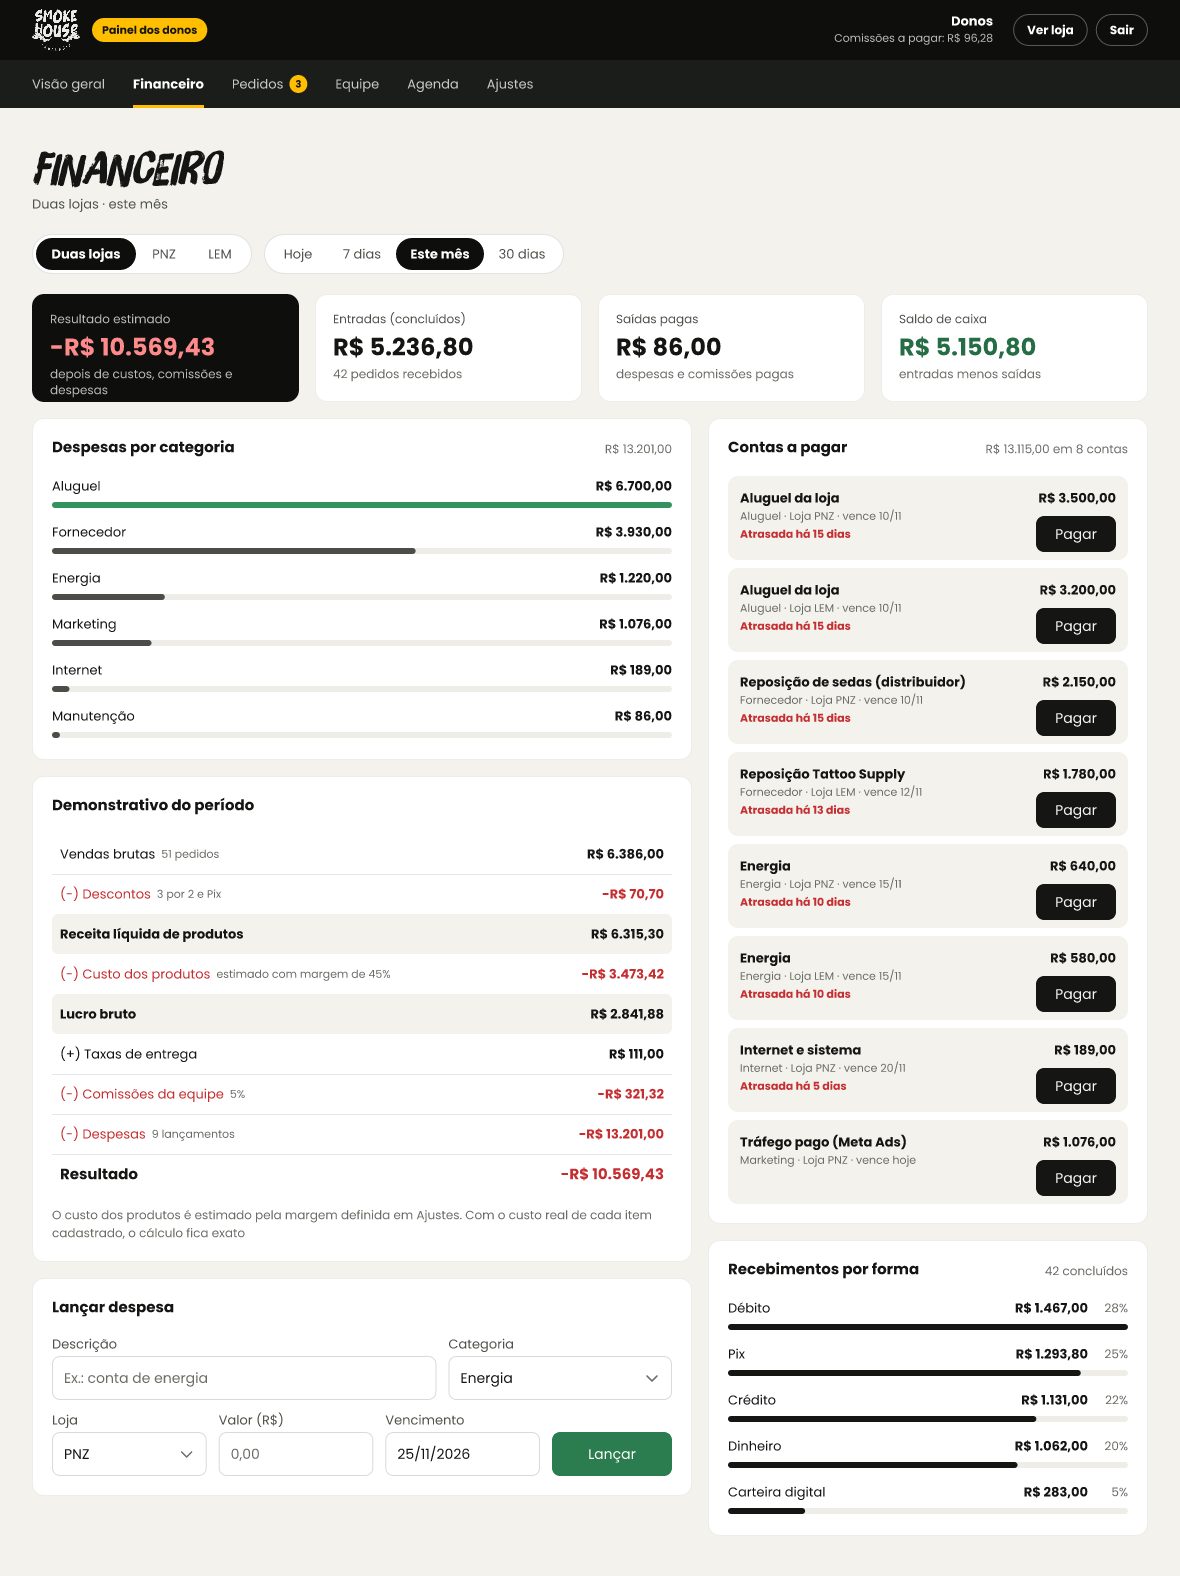 SMOKE
HOUSE
Painel dos donos
Donos
Comissões a pagar: R$ 96,28
Ver loja
Sair
Visão geral
Financeiro
Pedidos 3
Equipe
Agenda
Ajustes
FINANCEIRO
Duas lojas · este mês
Duas lojas
PNZ
LEM
Hoje
7 dias
Este mês
30 dias
Resultado estimado
-R$ 10.569,43
depois de custos, comissões e
despesas
Entradas (concluídos)
R$ 5.236,80
42 pedidos recebidos
Saídas pagas
R$ 86,00
despesas e comissões pagas
Saldo de caixa
R$ 5.150,80
entradas menos saídas
Despesas por categoria
R$ 13.201,00
Aluguel
R$ 6.700,00
Fornecedor
R$ 3.930,00
Energia
R$ 1.220,00
Marketing
R$ 1.076,00
Internet
R$ 189,00
Manutenção
R$ 86,00
Demonstrativo do período
Vendas brutas 51 pedidos
R$ 6.386,00
(-) Descontos 3 por 2 e Pix
-R$ 70,70
Receita líquida de produtos
R$ 6.315,30
(-) Custo dos produtos estimado com margem de 45%
-R$ 3.473,42
Lucro bruto
R$ 2.841,88
(+) Taxas de entrega
R$ 111,00
(-) Comissões da equipe 5%
-R$ 321,32
(-) Despesas 9 lançamentos
-R$ 13.201,00
Resultado
-R$ 10.569,43
O custo dos produtos é estimado pela margem definida em Ajustes. Com o custo real de cada item
cadastrado, o cálculo fica exato
Lançar despesa
Descrição
Ex.: conta de energia
Categoria
Energia
Loja
PNZ
Valor (R$)
0,00
Vencimento
25/11/2026
Lançar
Contas a pagar
R$ 13.115,00 em 8 contas
Aluguel da loja
R$ 3.500,00
Aluguel · Loja PNZ · vence 10/11
Atrasada há 15 dias
Pagar
Aluguel da loja
R$ 3.200,00
Aluguel · Loja LEM · vence 10/11
Atrasada há 15 dias
Pagar
Reposição de sedas (distribuidor)
R$ 2.150,00
Fornecedor · Loja PNZ · vence 10/11
Atrasada há 15 dias
Pagar
Reposição Tattoo Supply
R$ 1.780,00
Fornecedor · Loja LEM · vence 12/11
Atrasada há 13 dias
Pagar
Energia
R$ 640,00
Energia · Loja PNZ · vence 15/11
Atrasada há 10 dias
Pagar
Energia
R$ 580,00
Energia · Loja LEM · vence 15/11
Atrasada há 10 dias
Pagar
Internet e sistema
R$ 189,00
Internet · Loja PNZ · vence 20/11
Atrasada há 5 dias
Pagar
Tráfego pago (Meta Ads)
R$ 1.076,00
Marketing · Loja PNZ · vence hoje
Pagar
Recebimentos por forma
42 concluídos
Débito
R$ 1.467,00 28%
Pix
R$ 1.293,80 25%
Crédito
R$ 1.131,00 22%
Dinheiro
R$ 1.062,00 20%
Carteira digital
R$ 283,00 5%